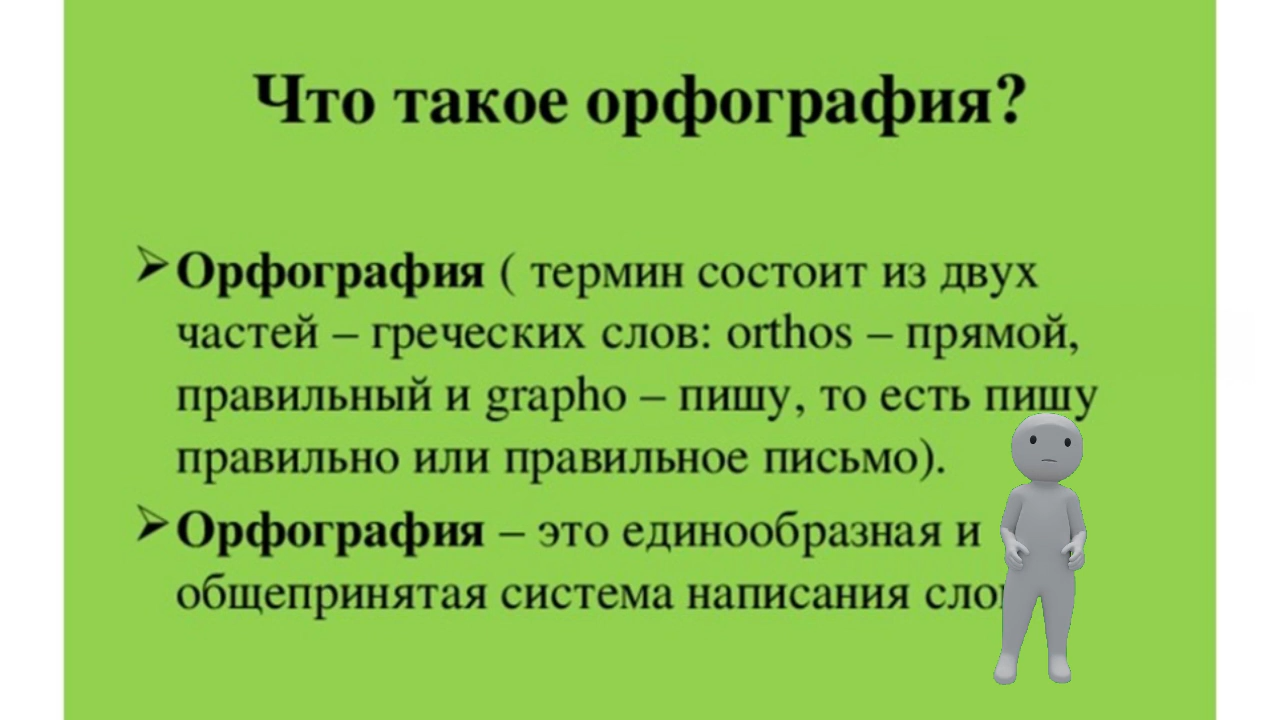 Что такое орфография?
Орфография ( термин состоит из двух
частей – греческих слов: orthos – прямой,
правильный и grapho – пишу, то есть пишу
правильно или правильное письмо).
Орфография – это единообразная и
общепринятая система написания